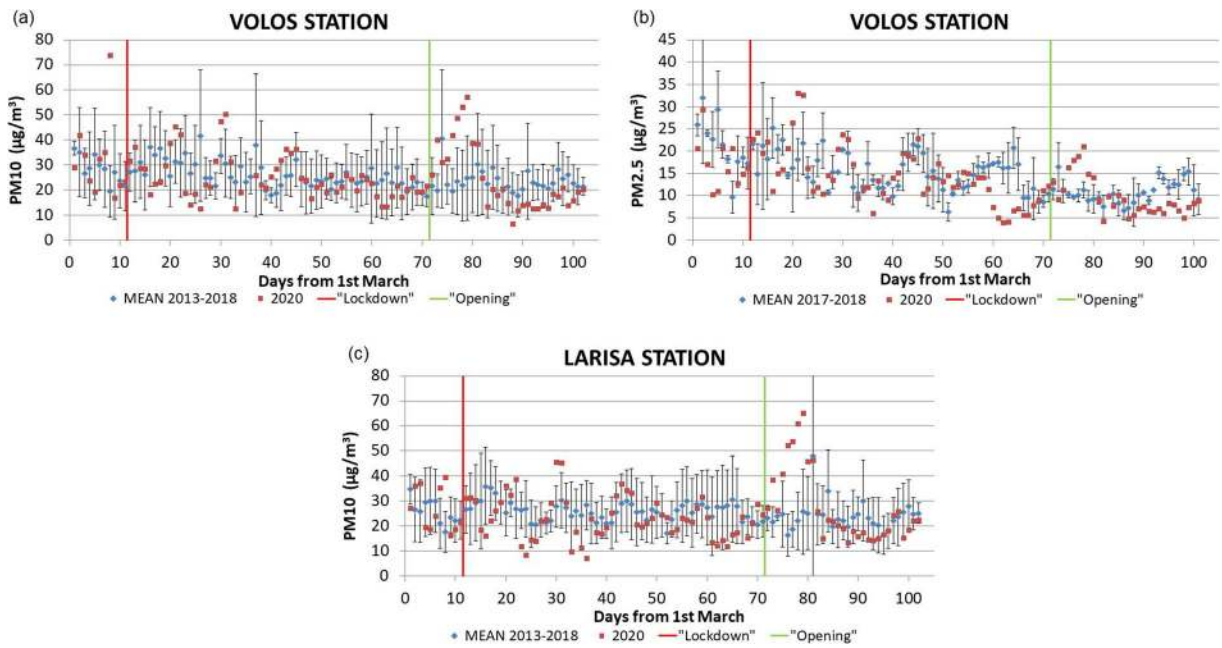 (a)
VOLOS STATION
PM10 (μg/m³)
80
70
60
50
40
30
20
10
0
0 10 20 30 40 50 60 70 80 90 100
Days from 1st March
MEAN 2013-2018 2020 "Lockdown" "Opening"
(b)
VOLOS STATION
PM2.5 (μg/m³)
45
40
35
30
25
20
15
10
5
0
0 10 20 30 40 50 60 70 80 90 100
Days from 1st March
MEAN 2017-2018 2020 "Lockdown" "Opening"
(c)
LARISA STATION
PM10 (μg/m³)
80
70
60
50
40
30
20
10
0
0 10 20 30 40 50 60 70 80 90 100
Days from 1st March
MEAN 2013-2018 2020 "Lockdown" "Opening"